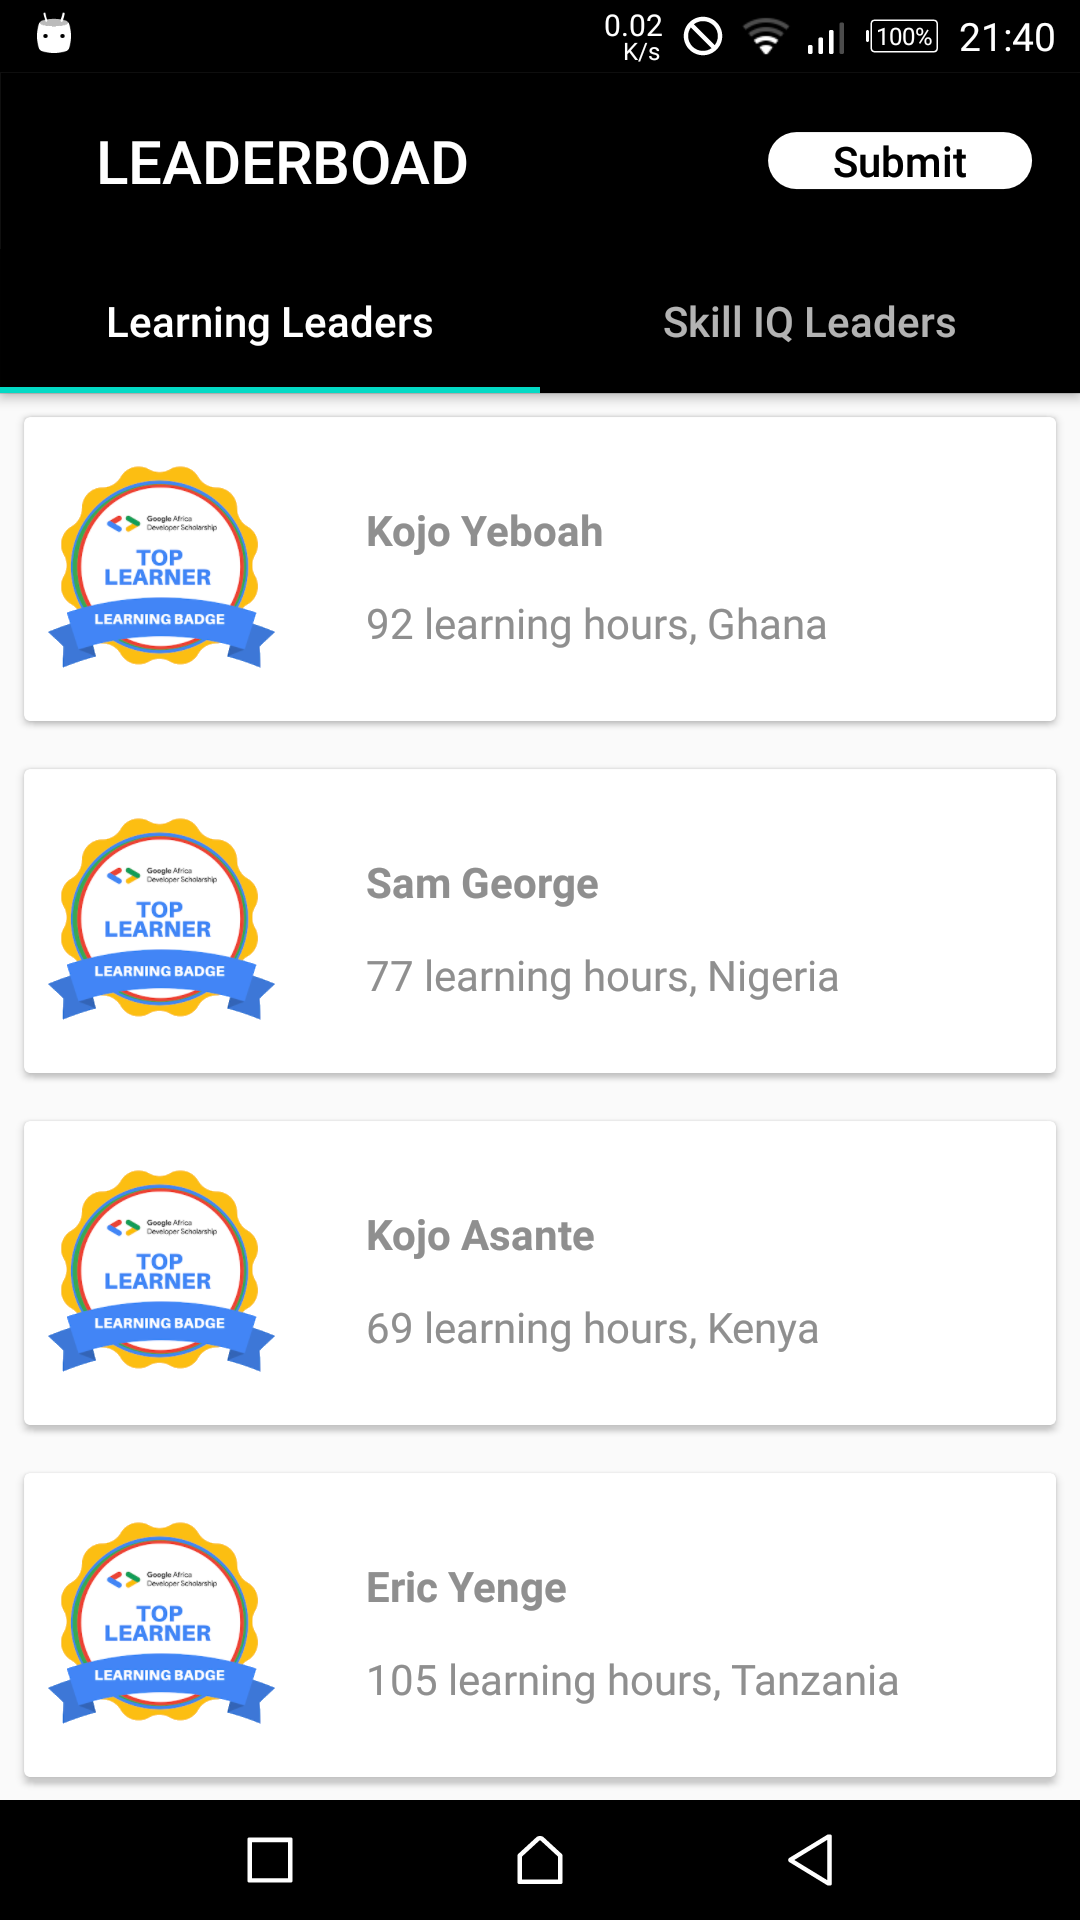 0.02
K/s
100%
21:40
LEADERBOAD
Submit
Learning Leaders
Skill IQ Leaders
Google Africa
Developer Scholarship
TOP
LEARNER
LEARNING BADGE
Kojo Yeboah
92 learning hours, Ghana
Google Africa
Developer Scholarship
TOP
LEARNER
LEARNING BADGE
Sam George
77 learning hours, Nigeria
Google Africa
Developer Scholarship
TOP
LEARNER
LEARNING BADGE
Kojo Asante
69 learning hours, Kenya
Google Africa
Developer Scholarship
TOP
LEARNER
LEARNING BADGE
Eric Yenge
105 learning hours, Tanzania